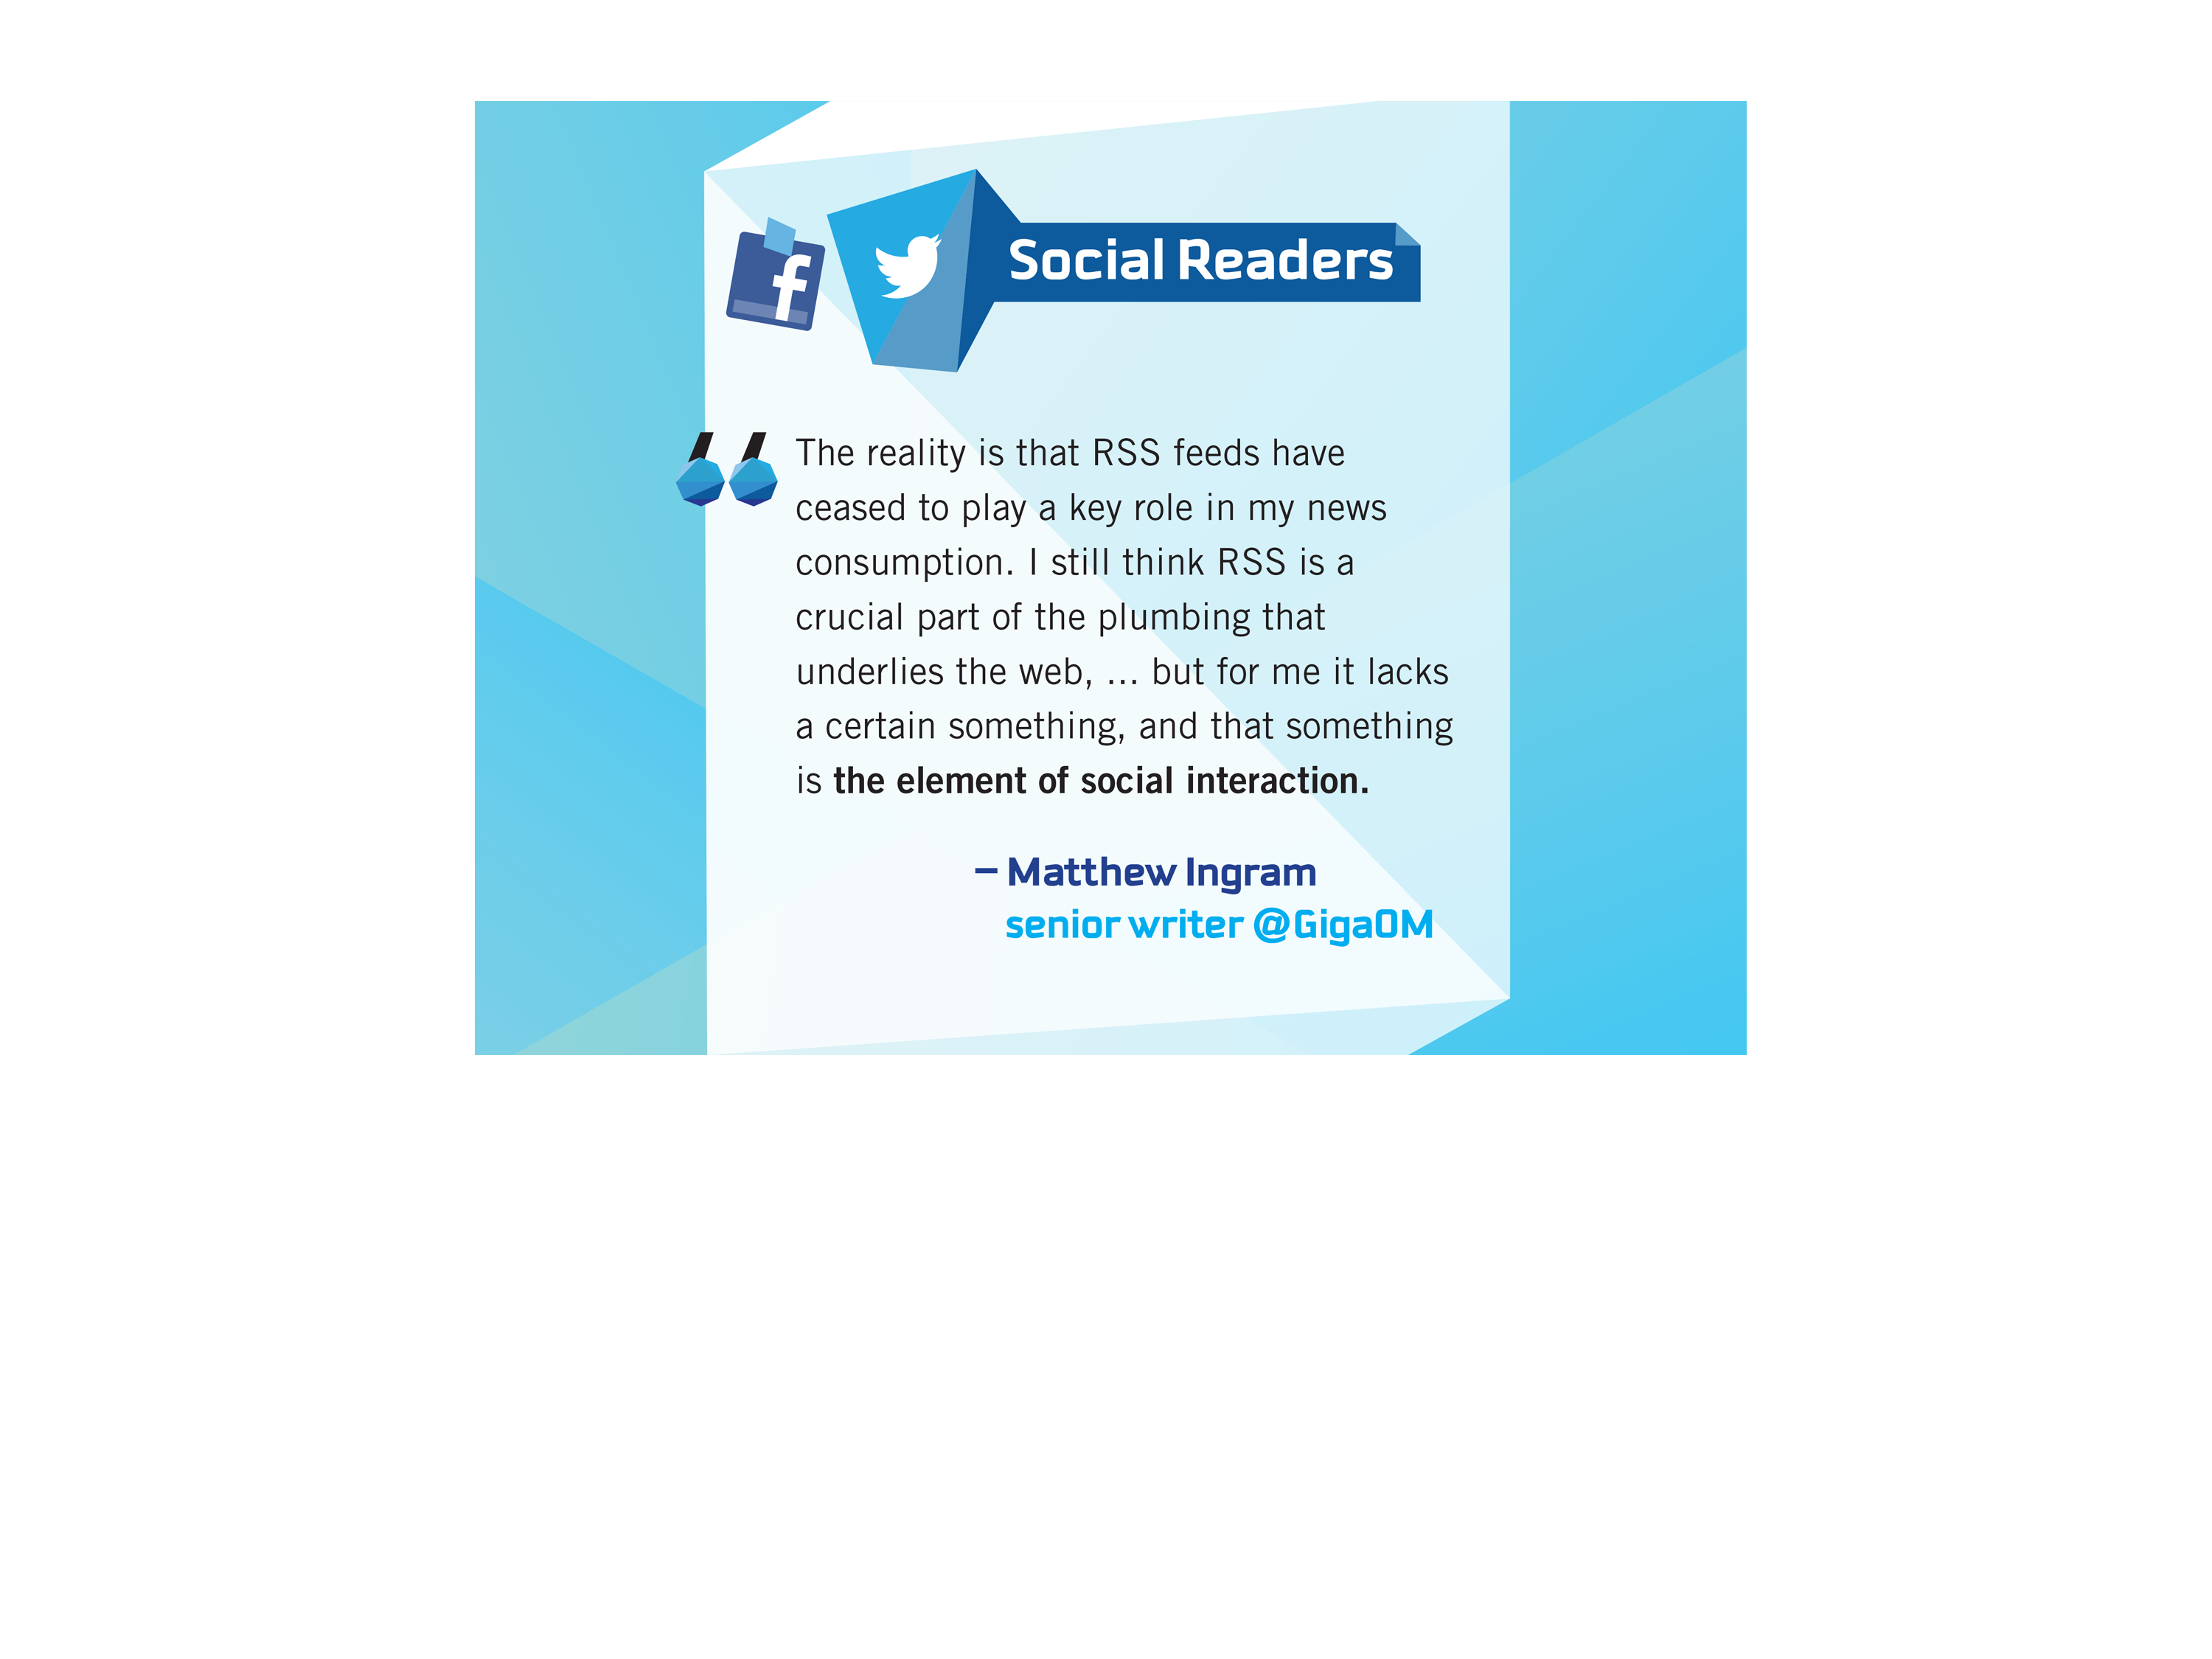 Social Readers
The reality is that RSS feeds have
ceased to play a key role in my news
consumption. I still think RSS is a
crucial part of the plumbing that
underlies the web, ... but for me it lacks
a certain something, and that something
is the element of social interaction.
– Matthew Ingram
senior writer @GigaOM